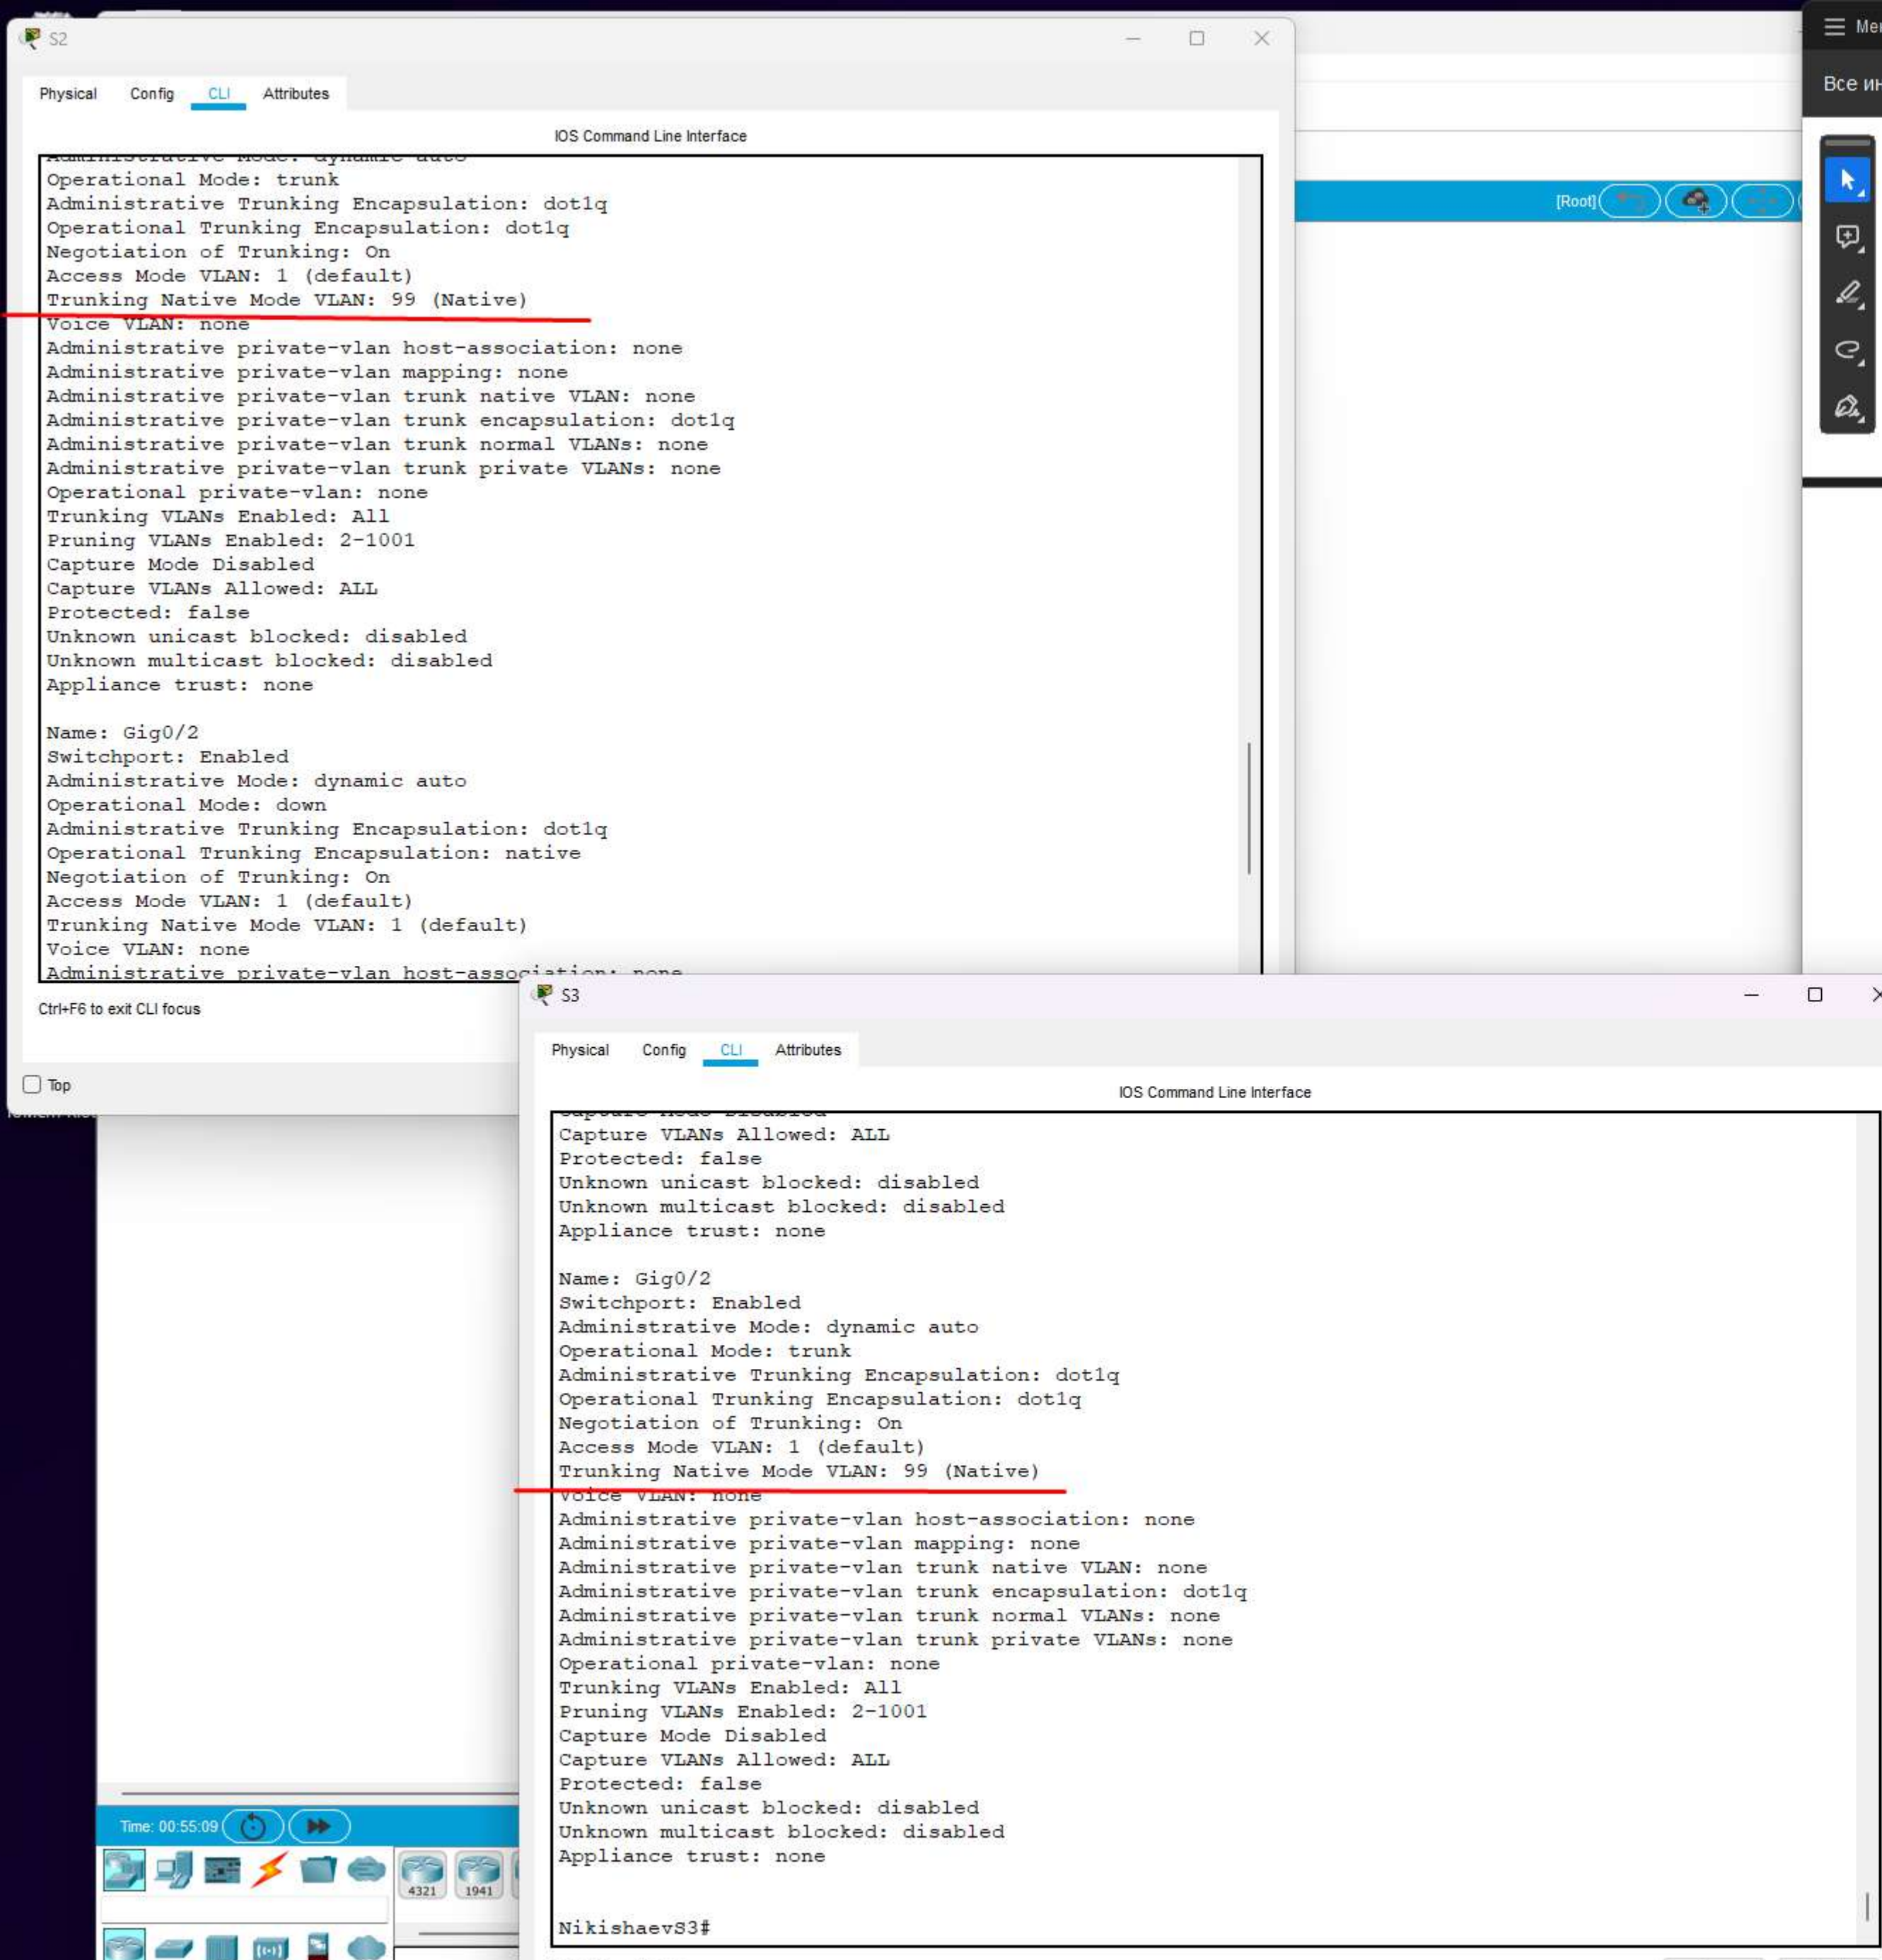 S2
Physical Config CLI Attributes
IOS Command Line Interface
Administrative Mode: dynamic auto
Operational Mode: trunk
Administrative Trunking Encapsulation: dot1q
Operational Trunking Encapsulation: dot1q
Negotiation of Trunking: On
Access Mode VLAN: 1 (default)
Trunking Native Mode VLAN: 99 (Native)
Voice VLAN: none
Administrative private-vlan host-association: none
Administrative private-vlan mapping: none
Administrative private-vlan trunk native VLAN: none
Administrative private-vlan trunk encapsulation: dot1q
Administrative private-vlan trunk normal VLANs: none
Administrative private-vlan trunk private VLANs: none
Operational private-vlan: none
Trunking VLANs Enabled: All
Pruning VLANs Enabled: 2-1001
Capture Mode Disabled
Capture VLANs Allowed: ALL
Protected: false
Unknown unicast blocked: disabled
Unknown multicast blocked: disabled
Appliance trust: none
Name: Gig0/2
Switchport: Enabled
Administrative Mode: dynamic auto
Operational Mode: down
Administrative Trunking Encapsulation: dot1q
Operational Trunking Encapsulation: native
Negotiation of Trunking: On
Access Mode VLAN: 1 (default)
Trunking Native Mode VLAN: 1 (default)
Voice VLAN: none
Administrative private-vlan host-association: none
Ctrl+F6 to exit CLI focus
Top
[Root]
Все ин
S3
Physical Config CLI Attributes
IOS Command Line Interface
Capture Mode Disabled
Capture VLANs Allowed: ALL
Protected: false
Unknown unicast blocked: disabled
Unknown multicast blocked: disabled
Appliance trust: none
Name: Gig0/2
Switchport: Enabled
Administrative Mode: dynamic auto
Operational Mode: trunk
Administrative Trunking Encapsulation: dot1q
Operational Trunking Encapsulation: dot1q
Negotiation of Trunking: On
Access Mode VLAN: 1 (default)
Trunking Native Mode VLAN: 99 (Native)
Voice VLAN: none
Administrative private-vlan host-association: none
Administrative private-vlan mapping: none
Administrative private-vlan trunk native VLAN: none
Administrative private-vlan trunk encapsulation: dot1q
Administrative private-vlan trunk normal VLANs: none
Administrative private-vlan trunk private VLANs: none
Operational private-vlan: none
Trunking VLANs Enabled: All
Pruning VLANs Enabled: 2-1001
Capture Mode Disabled
Capture VLANs Allowed: ALL
Protected: false
Unknown unicast blocked: disabled
Unknown multicast blocked: disabled
Appliance trust: none
NikishaevS3#
Time: 00:55:09
4321 1941